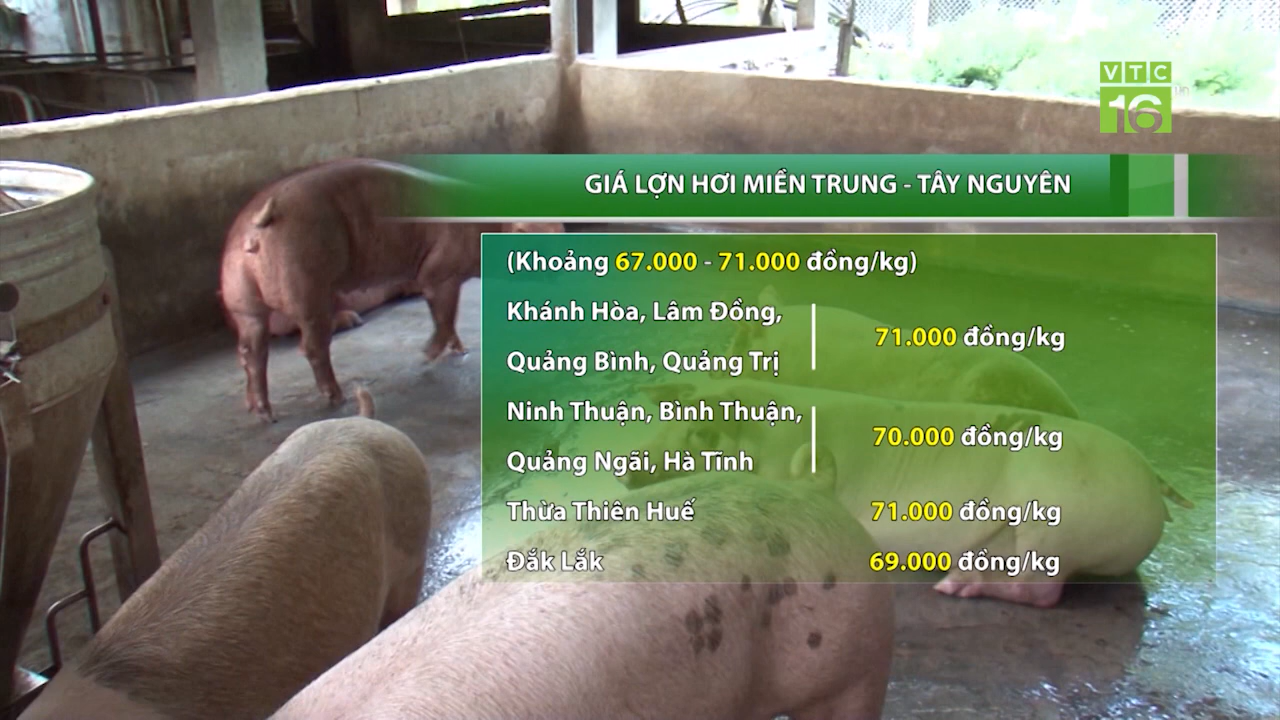 VTC
16
GIÁ LỢN HƠI MIỀN TRUNG - TÂY NGUYÊN
(Khoảng 67.000 - 71.000 đồng/kg)
Khánh Hòa, Lâm Đồng,
Quảng Bình, Quảng Trị
71.000 đồng/kg
Ninh Thuận, Bình Thuận,
Quảng Ngãi, Hà Tĩnh
70.000 đồng/kg
Thừa Thiên Huế 71.000 đồng/kg
Đắk Lắk 69.000 đồng/kg